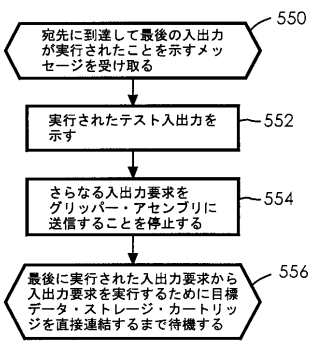 550
宛先に到達して最後の入出力
が実行されたことを示すメッ
セージを受け取る
実行されたテスト入出力を
示す
552
さらなる入出力要求を
グリッパー・アセンブリに
送信することを停止する
554
最後に実行された入出力要求から
入出力要求を実行するために目標
データ・ストレージ・カートリッ
ジを直接連結するまで待機する
556